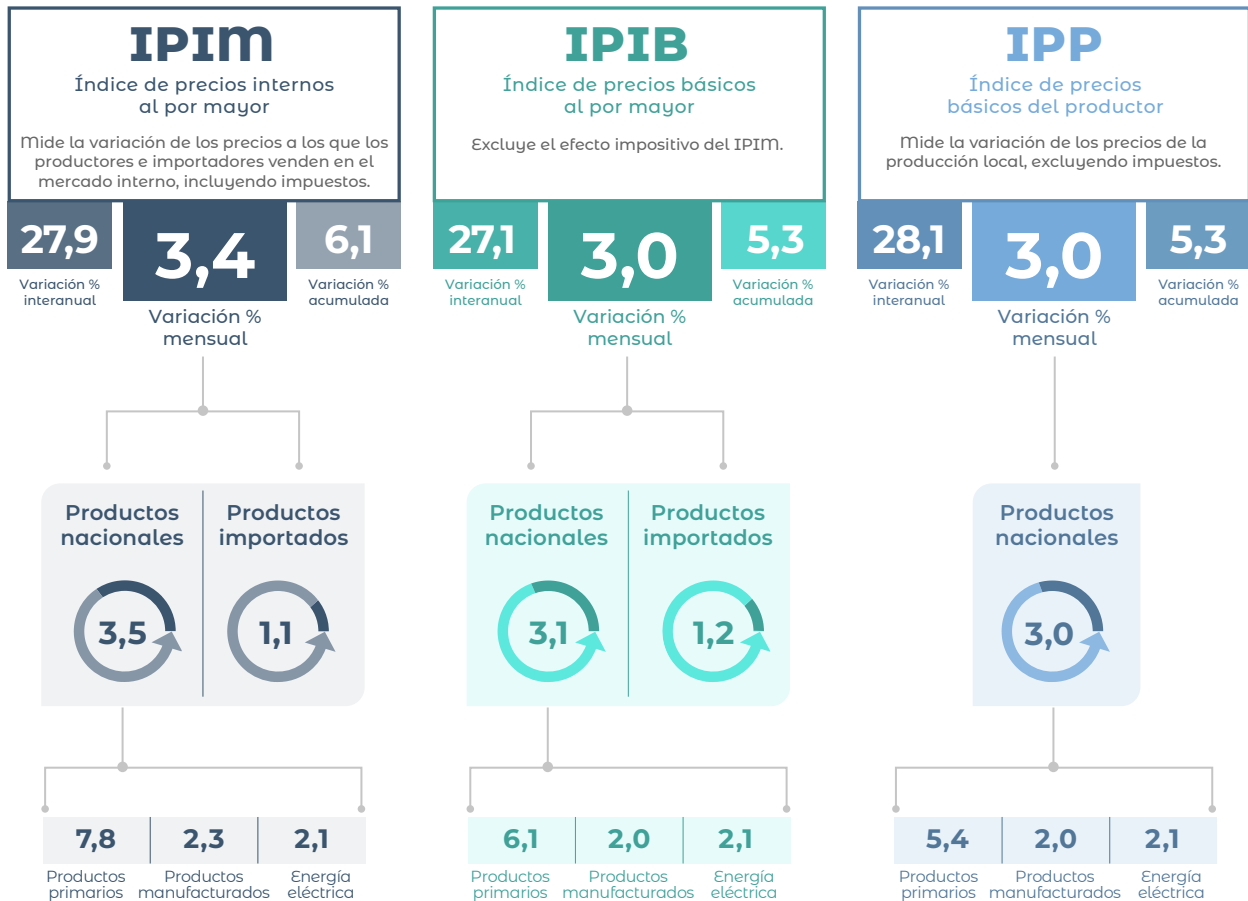 IPIM
Índice de precios internos
al por mayor
Mide la variación de los precios a los que los
productores e importadores venden en el
mercado interno, incluyendo impuestos.
27,9
Variación %
interanual
3,4
Variación %
mensual
6,1
Variación %
acumulada
Productos
nacionales
3,5
Productos
importados
1,1
7,8
Productos
primarios
2,3
Productos
manufacturados
2,1
Energía
eléctrica
IPIB
Índice de precios básicos
al por mayor
Excluye el efecto impositivo del IPIM.
27,1
Variación %
interanual
3,0
Variación %
mensual
5,3
Variación %
acumulada
Productos
nacionales
3,1
Productos
importados
1,2
6,1
Productos
primarios
2,0
Productos
manufacturados
2,1
Energía
eléctrica
IPP
Índice de precios
básicos del productor
Mide la variación de los precios de la
producción local, excluyendo impuestos.
28,1
Variación %
interanual
3,0
Variación %
mensual
5,3
Variación %
acumulada
Productos
nacionales
3,0
5,4
Productos
primarios
2,0
Productos
manufacturados
2,1
Energía
eléctrica